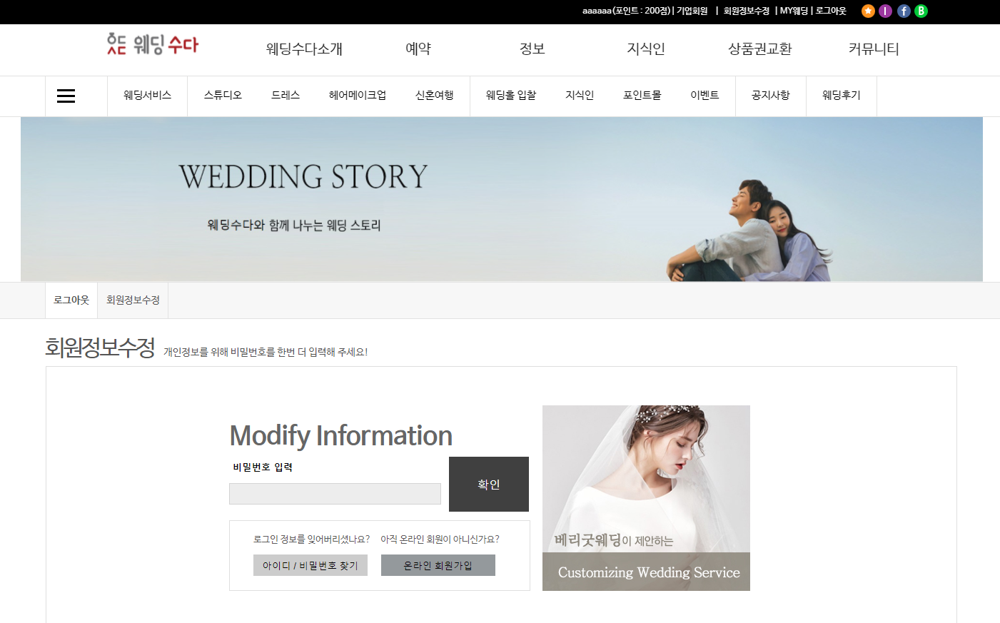 aaaaaa(포인트 : 200점) | 기업회원 | 회원정보수정 | MY웨딩 | 로그아웃
웨딩 수다
웨딩수다소개 예약 정보 지식인 상품권교환 커뮤니티
웨딩서비스 스튜디오 드레스 헤어메이크업 신혼여행 웨딩홀 입찰 지식인 포인트몰 이벤트 공지사항 웨딩후기
WEDDING STORY
웨딩수다와 함께 나누는 웨딩 스토리
로그아웃 회원정보수정
회원정보수정 개인정보를 위해 비밀번호를 한번 더 입력해 주세요!
Modify Information
비밀번호 입력
확인
로그인 정보를 잊어버리셨나요? 아직 온라인 회원이 아니신가요?
아이디 / 비밀번호 찾기 온라인 회원가입
베리굿웨딩이 제안하는
Customizing Wedding Service